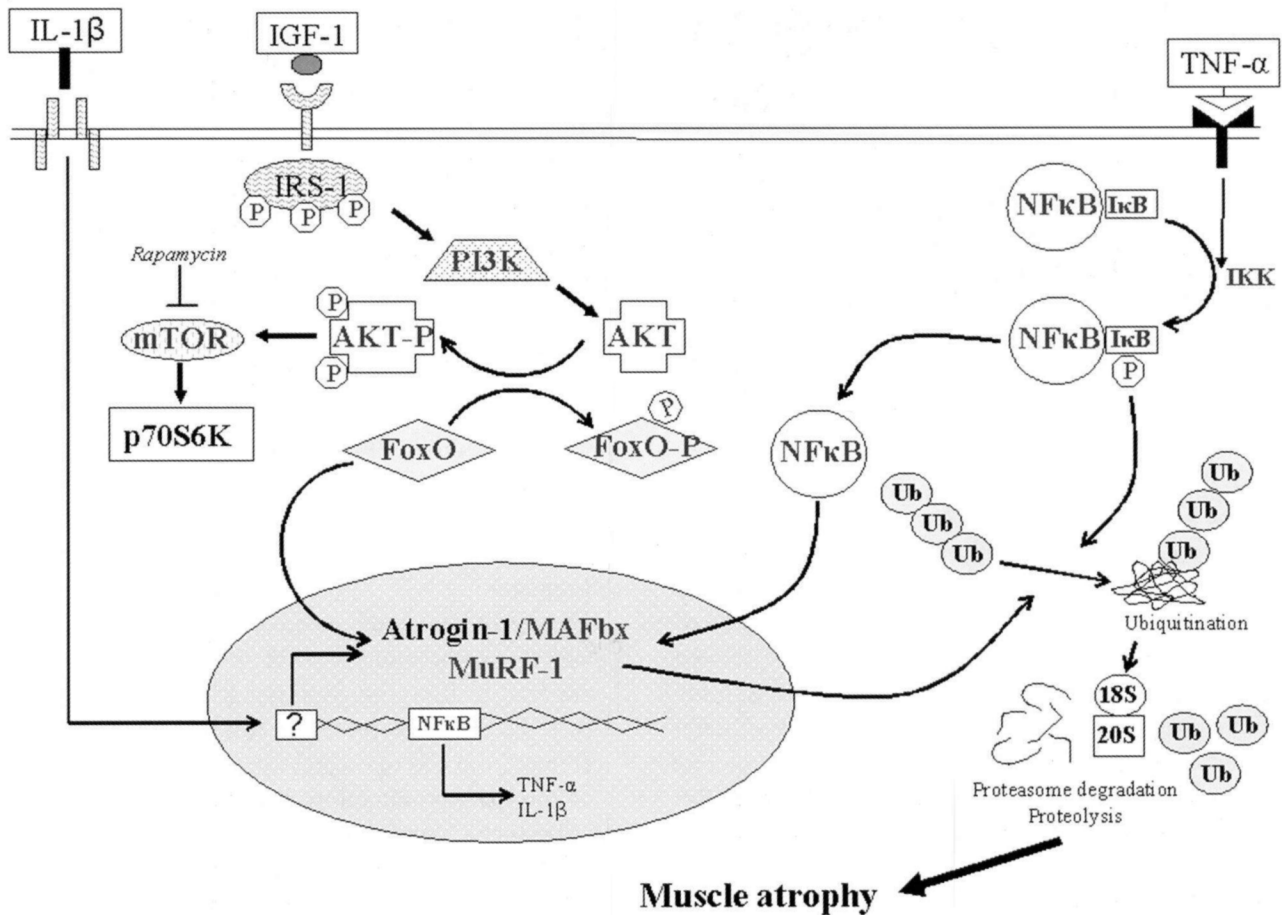 IL-1β
IGF-1
TNF-α
IRS-1
P
P
P
NFκB
IκB
Rapamycin
PI3K
IKK
P
mTOR
AKT-P
AKT
NFκB
IκB
P
P
p70S6K
P
FoxO
FoxO-P
NFκB
Ub
Ub
Ub
Ub
Ub
Ub
Atrogin-1/MAFbx
MuRF-1
Ubiquitination
?
NFκB
18S
20S
Ub
Ub
Ub
TNF-α
IL-1β
Proteasome degradation
Proteolysis
Muscle atrophy